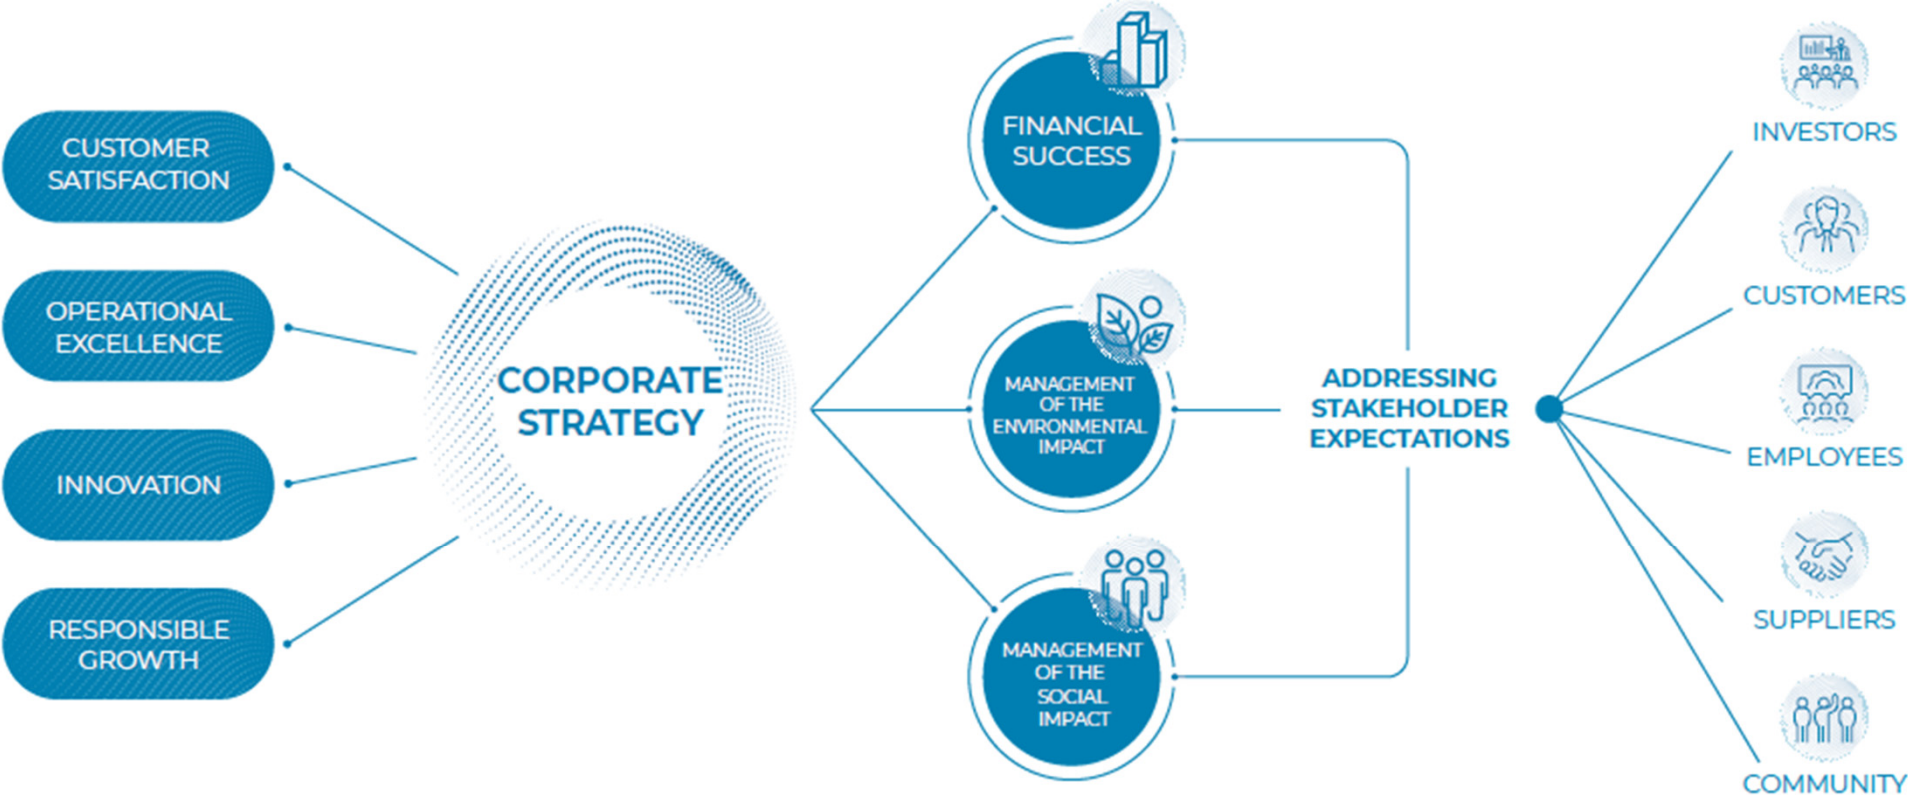 CUSTOMER
SATISFACTION
OPERATIONAL
EXCELLENCE
INNOVATION
RESPONSIBLE
GROWTH
CORPORATE
STRATEGY
FINANCIAL
SUCCESS
MANAGEMENT
OF THE
ENVIRONMENTAL
IMPACT
MANAGEMENT
OF THE
SOCIAL
IMPACT
ADDRESSING
STAKEHOLDER
EXPECTATIONS
INVESTORS
CUSTOMERS
EMPLOYEES
SUPPLIERS
COMMUNITY